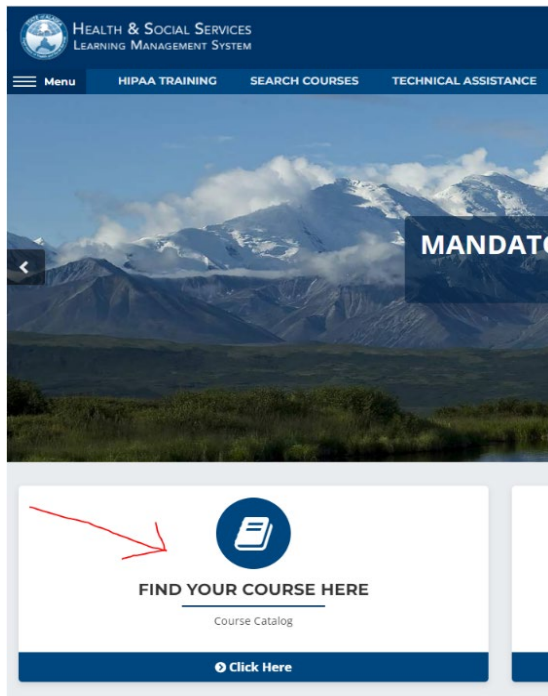 HEALTH & SOCIAL SERVICES
LEARNING MANAGEMENT SYSTEM
Menu HIPAA TRAINING SEARCH COURSES TECHNICAL ASSISTANCE
MANDATO
FIND YOUR COURSE HERE
Course Catalog
Click Here